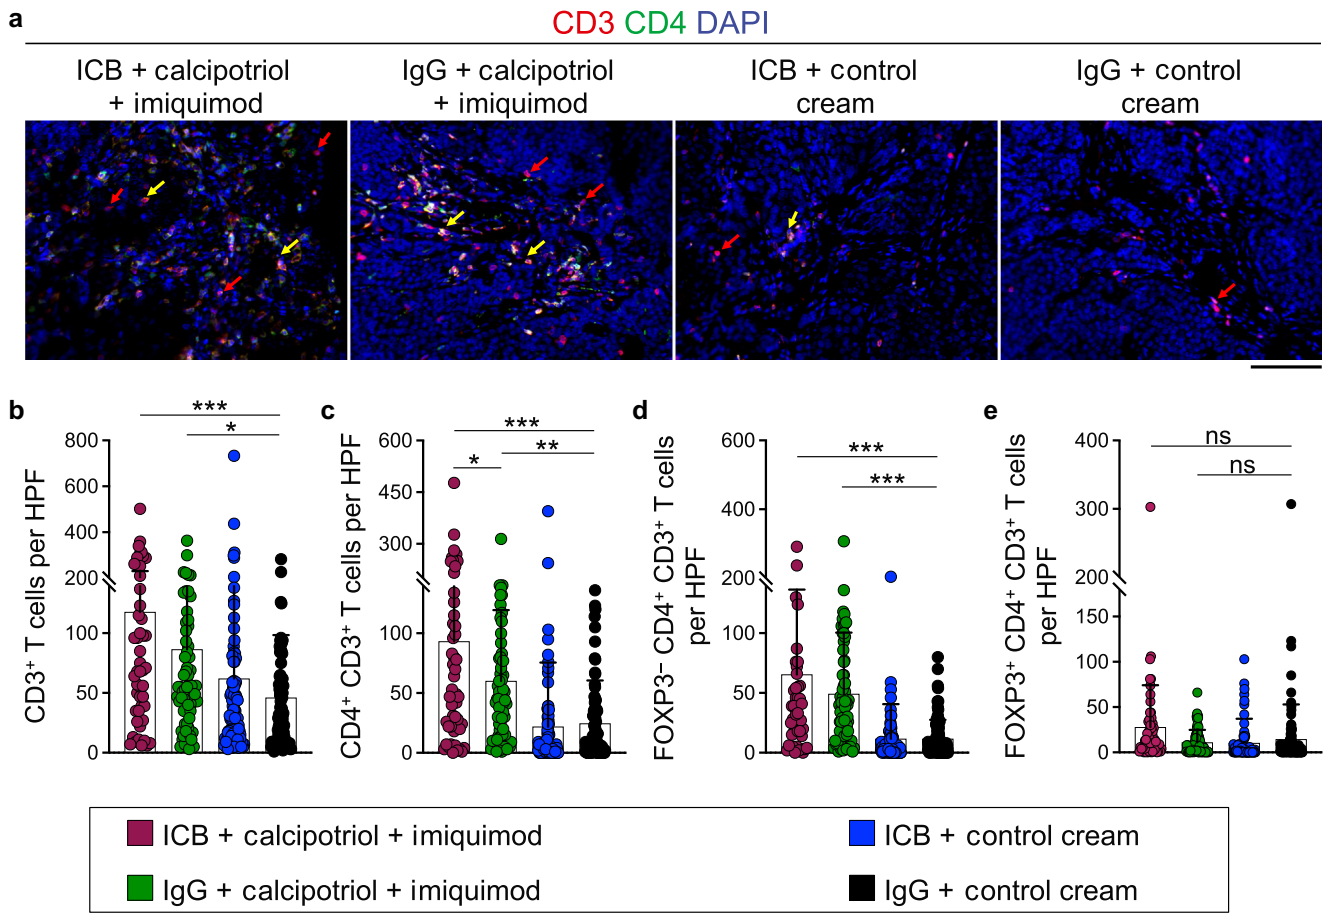 a
CD3 CD4 DAPI
ICB + calcipotriol
+ imiquimod
IgG + calcipotriol
+ imiquimod
ICB + control
cream
IgG + control
cream
b
CD3⁺ T cells per HPF
800
600
400
200
100
50
0
***
*
c
CD4⁺ CD3⁺ T cells per HPF
600
450
300
100
50
0
***
**
*
d
FOXP3⁻ CD4⁺ CD3⁺ T cells
per HPF
600
400
200
100
50
0
***
***
e
FOXP3⁺ CD4⁺ CD3⁺ T cells
per HPF
400
300
200
150
100
50
0
ns
ns
ICB + calcipotriol + imiquimod
ICB + control cream
IgG + calcipotriol + imiquimod
IgG + control cream